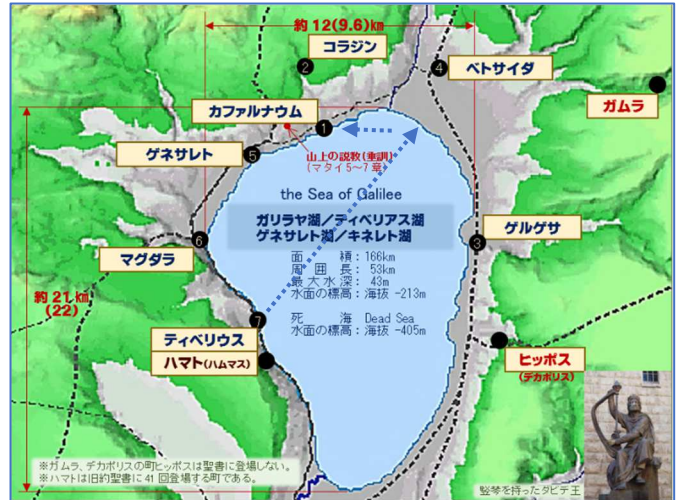 約 12(9.6)km
コラジン
②
④
ベトサイダ
ガムラ
カファルナウム
①
山上の説教(垂訓)
(マタイ 5～7 章)
ゲネサレト
⑤
the Sea of Galilee
ガリラヤ湖／ティベリアス湖
ゲネサレト湖／キネレト湖
⑥
マグダラ
③
ゲルゲサ
面　　積：166km
周 囲 長： 53km
最大水深： 43m
水面の標高：海抜 -213m
約 21 km
(22)
死　　海 Dead Sea
水面の標高：海抜 -405m
⑦
ティベリウス
ハマト(ハムマス)
ヒッポス
(デカポリス)
※ガムラ、デカポリスの町ヒッポスは聖書に登場しない。
※ハマトは旧約聖書に 41 回登場する町である。
竪琴を持ったダビデ王